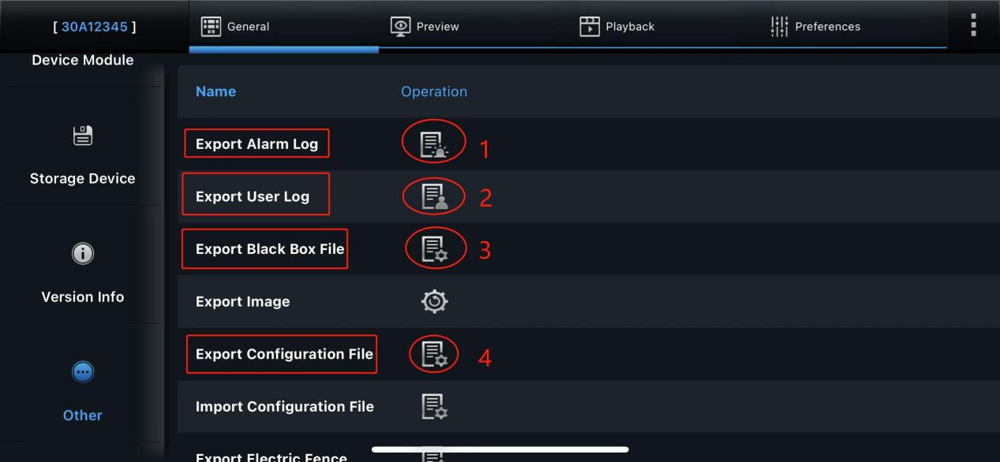 [ 30A12345 ]
General
Preview
Playback
Preferences
Device Module
Storage Device
Version Info
Other
Name
Operation
Export Alarm Log
1
Export User Log
2
Export Black Box File
3
Export Image
Export Configuration File
4
Import Configuration File
Export Electric Fence